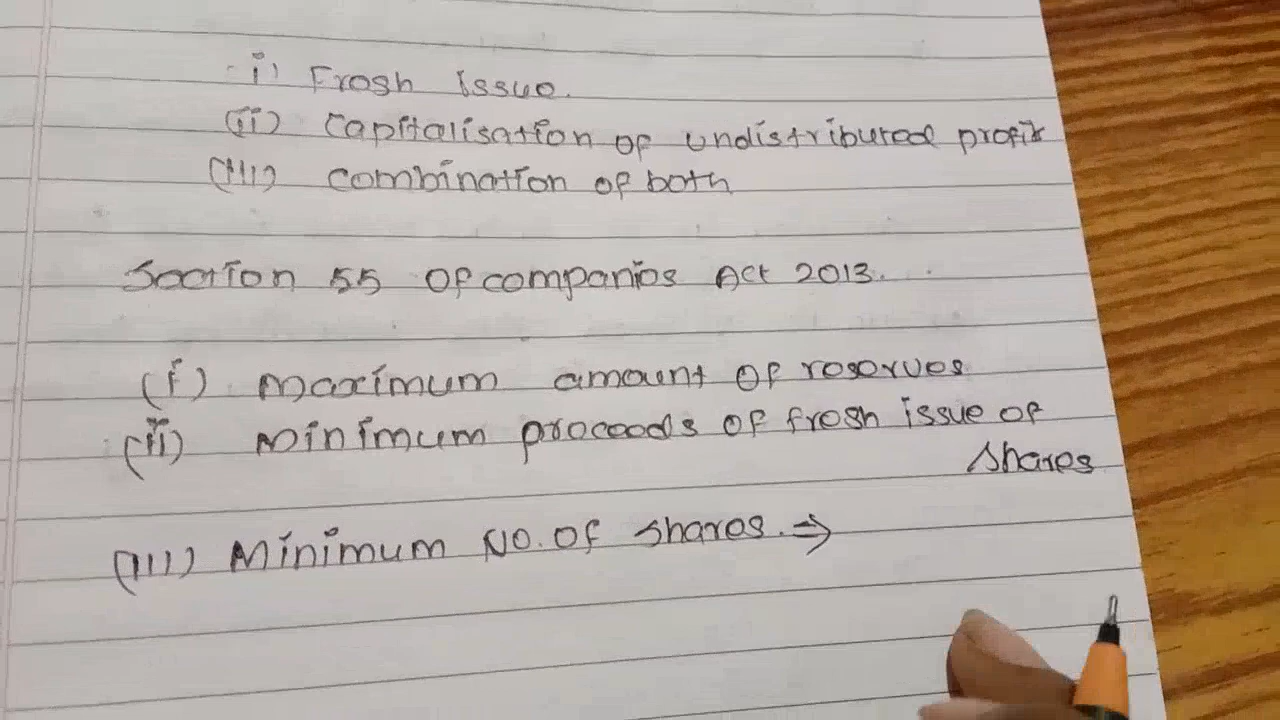 i) Fresh Issue.
(ii) Capitalisation of undistributed profit
(iii) combination of both
Section 55 of companies Act 2013.
(i) Maximum amount of reserves
(ii) Minimum proceeds of fresh issue of
shares
(iii) Minimum No. of shares. ⇒